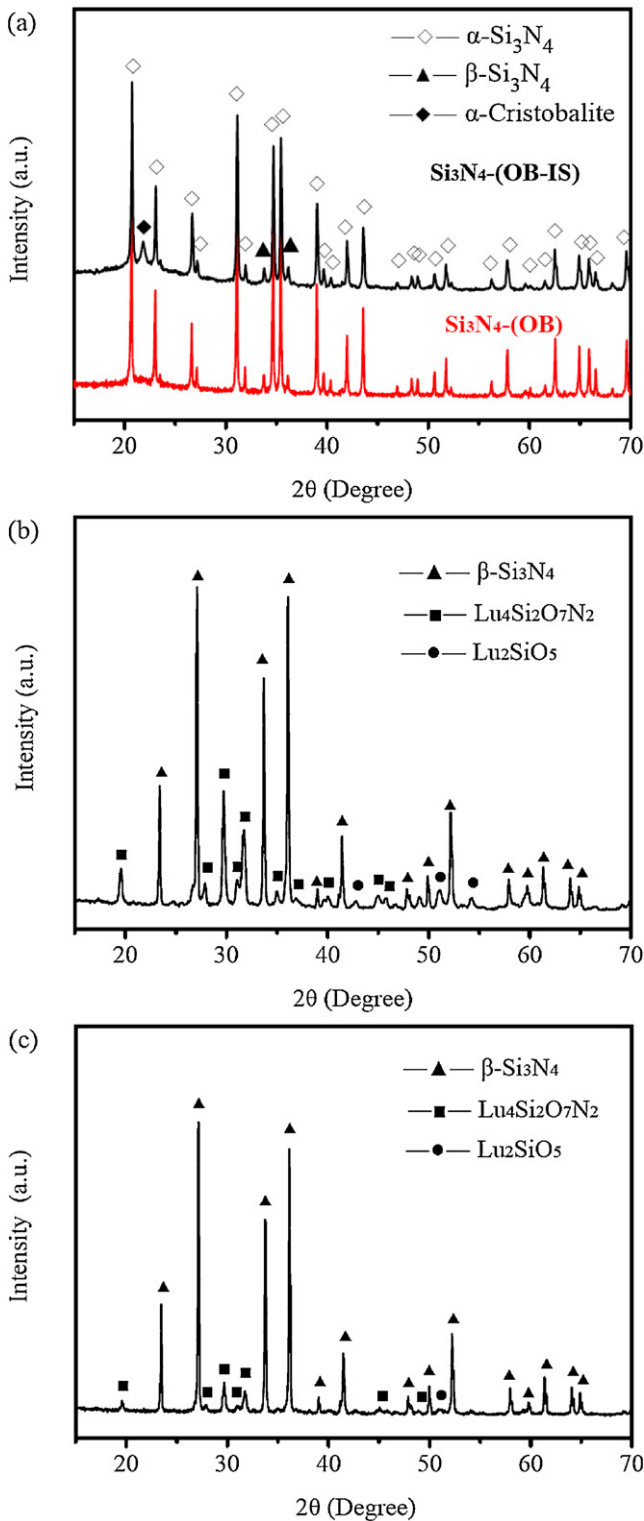 (a)
Intensity (a.u.)
α-Si₃N₄
β-Si₃N₄
α-Cristobalite
Si₃N₄-(OB-IS)
Si₃N₄-(OB)
20 30 40 50 60 70
2θ (Degree)
(b)
Intensity (a.u.)
β-Si₃N₄
Lu₄Si₂O₇N₂
Lu₂SiO₅
20 30 40 50 60 70
2θ (Degree)
(c)
Intensity (a.u.)
β-Si₃N₄
Lu₄Si₂O₇N₂
Lu₂SiO₅
20 30 40 50 60 70
2θ (Degree)